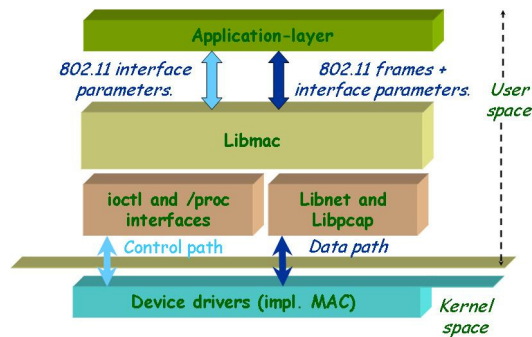 Application-layer
802.11 interface
parameters.
802.11 frames +
interface parameters.
User
space
Libmac
ioctl and /proc
interfaces
Libnet and
Libpcap
Control path
Data path
Device drivers (impl. MAC)
Kernel
space